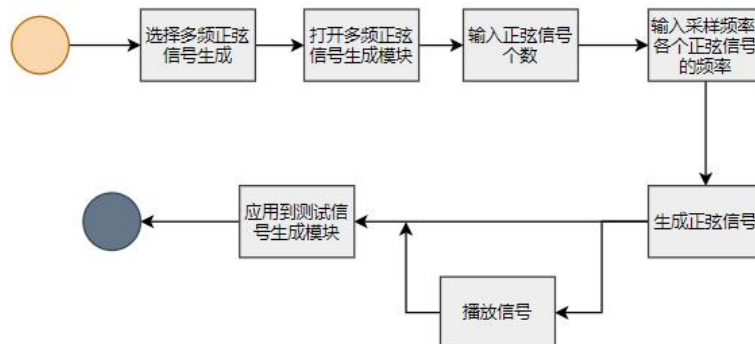 选择多频正弦
信号生成
打开多频正弦
信号生成模块
输入正弦信号
个数
输入采样频率
各个正弦信号
的频率
生成正弦信号
播放信号
应用到测试信
号生成模块